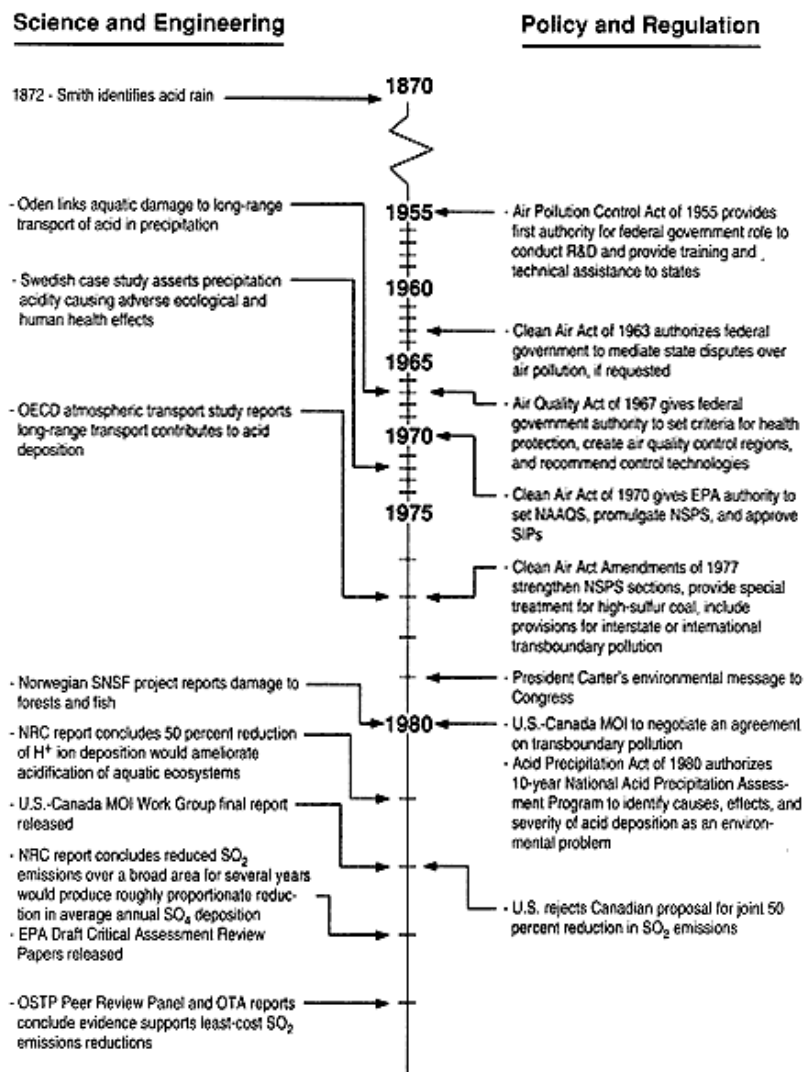 Science and Engineering
Policy and Regulation
1872 - Smith identifies acid rain
1870
- Oden links aquatic damage to long-range
transport of acid in precipitation
- Swedish case study asserts precipitation
acidity causing adverse ecological and
human health effects
- OECD atmospheric transport study reports
long-range transport contributes to acid
deposition
- Norwegian SNSF project reports damage to
forests and fish
- NRC report concludes 50 percent reduction
of H⁺ ion deposition would ameliorate
acidification of aquatic ecosystems
- U.S.-Canada MOI Work Group final report
released
- NRC report concludes reduced SO₂
emissions over a broad area for several years
would produce roughly proportionate reduc-
tion in average annual SO₄ deposition
- EPA Draft Critical Assessment Review
Papers released
- OSTP Peer Review Panel and OTA reports
conclude evidence supports least-cost SO₂
emissions reductions
1955
1960
1965
1970
1975
1980
- Air Pollution Control Act of 1955 provides
first authority for federal government role to
conduct R&D and provide training and
technical assistance to states
- Clean Air Act of 1963 authorizes federal
government to mediate state disputes over
air pollution, if requested
- Air Quality Act of 1967 gives federal
government authority to set criteria for health
protection, create air quality control regions,
and recommend control technologies
- Clean Air Act of 1970 gives EPA authority to
set NAAQS, promulgate NSPS, and approve
SIPs
- Clean Air Act Amendments of 1977
strengthen NSPS sections, provide special
treatment for high-sulfur coal, include
provisions for interstate or international
transboundary pollution
- President Carter's environmental message to
Congress
- U.S.-Canada MOI to negotiate an agreement
on transboundary pollution
- Acid Precipitation Act of 1980 authorizes
10-year National Acid Precipitation Assess-
ment Program to identify causes, effects, and
severity of acid deposition as an environ-
mental problem
- U.S. rejects Canadian proposal for joint 50
percent reduction in SO₂ emissions